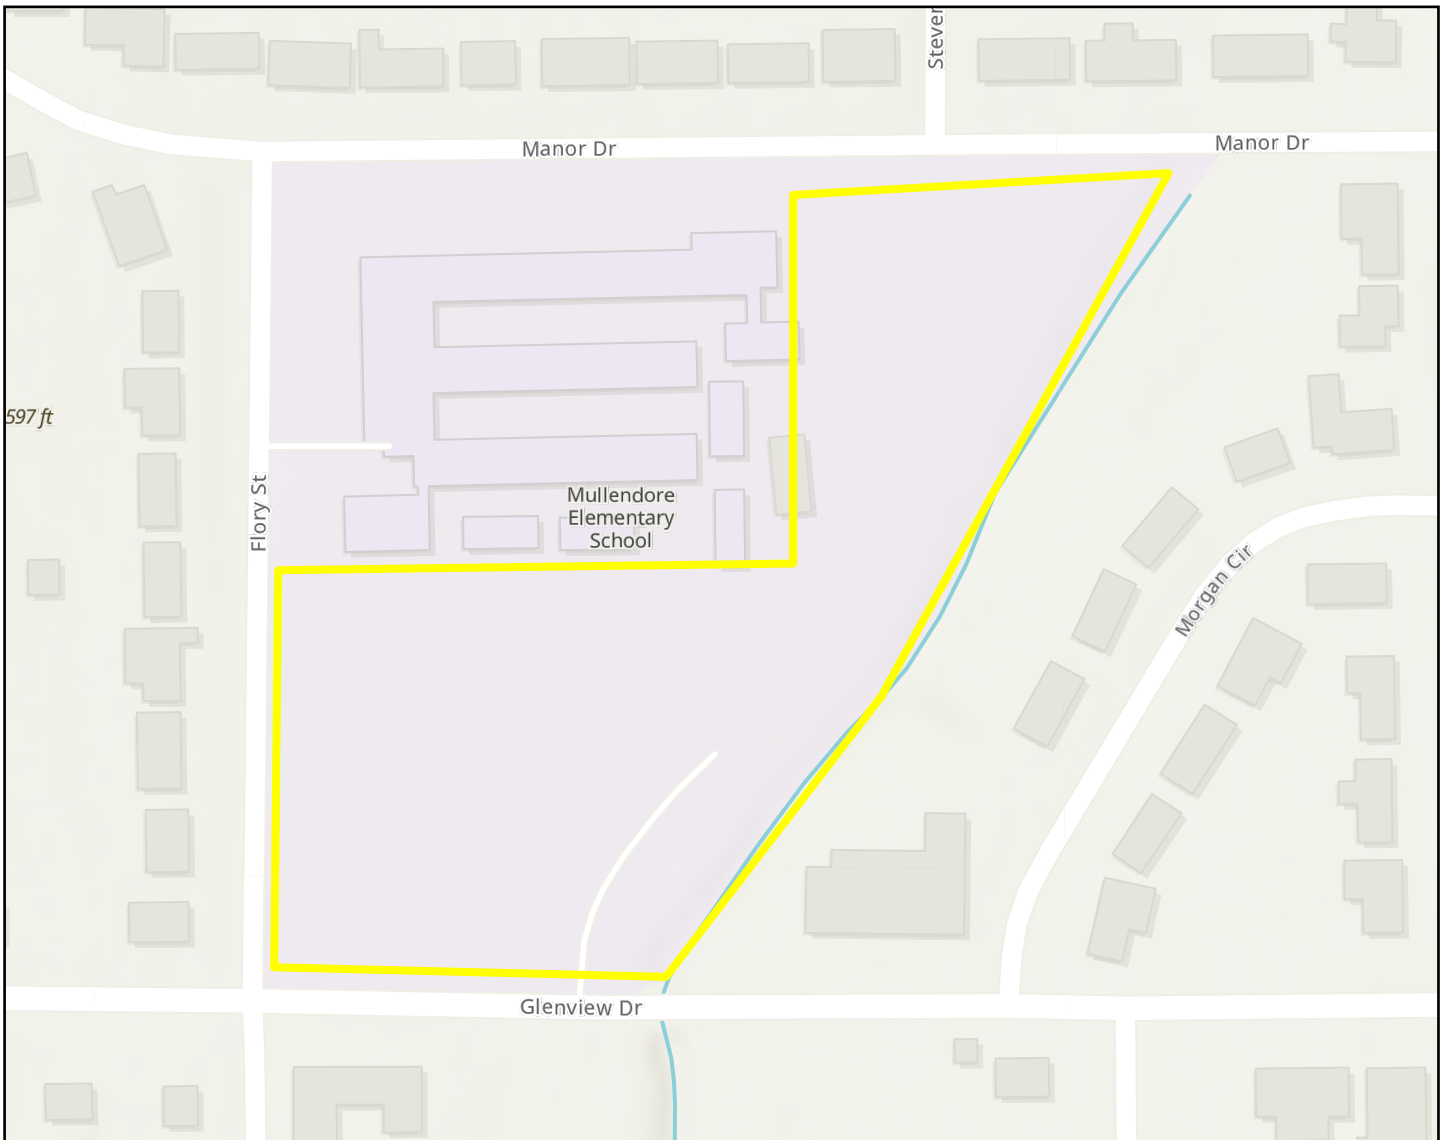 Steven
Manor Dr
Manor Dr
597 ft
Flory St
Mullendore
Elementary
School
Morgan Cir
Glenview Dr